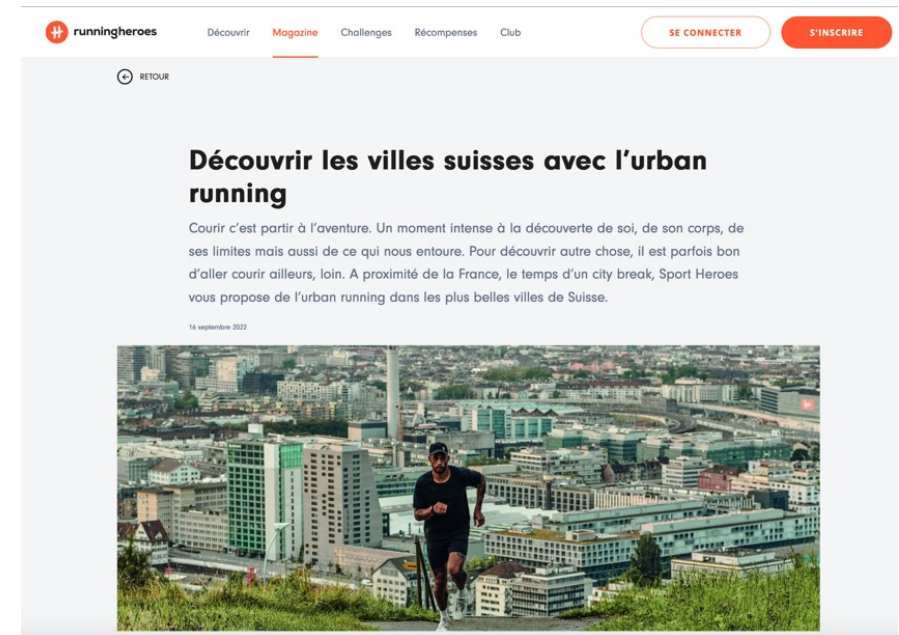 runningheroes
Découvrir
Magazine
Challenges
Récompenses
Club
SE CONNECTER
S'INSCRIRE
RETOUR
Découvrir les villes suisses avec l’urban
running
Courir c’est partir à l’aventure. Un moment intense à la découverte de soi, de son corps, de
ses limites mais aussi de ce qui nous entoure. Pour découvrir autre chose, il est parfois bon
d’aller courir ailleurs, loin. A proximité de la France, le temps d’un city break, Sport Heroes
vous propose de l’urban running dans les plus belles villes de Suisse.
16 septembre 2022